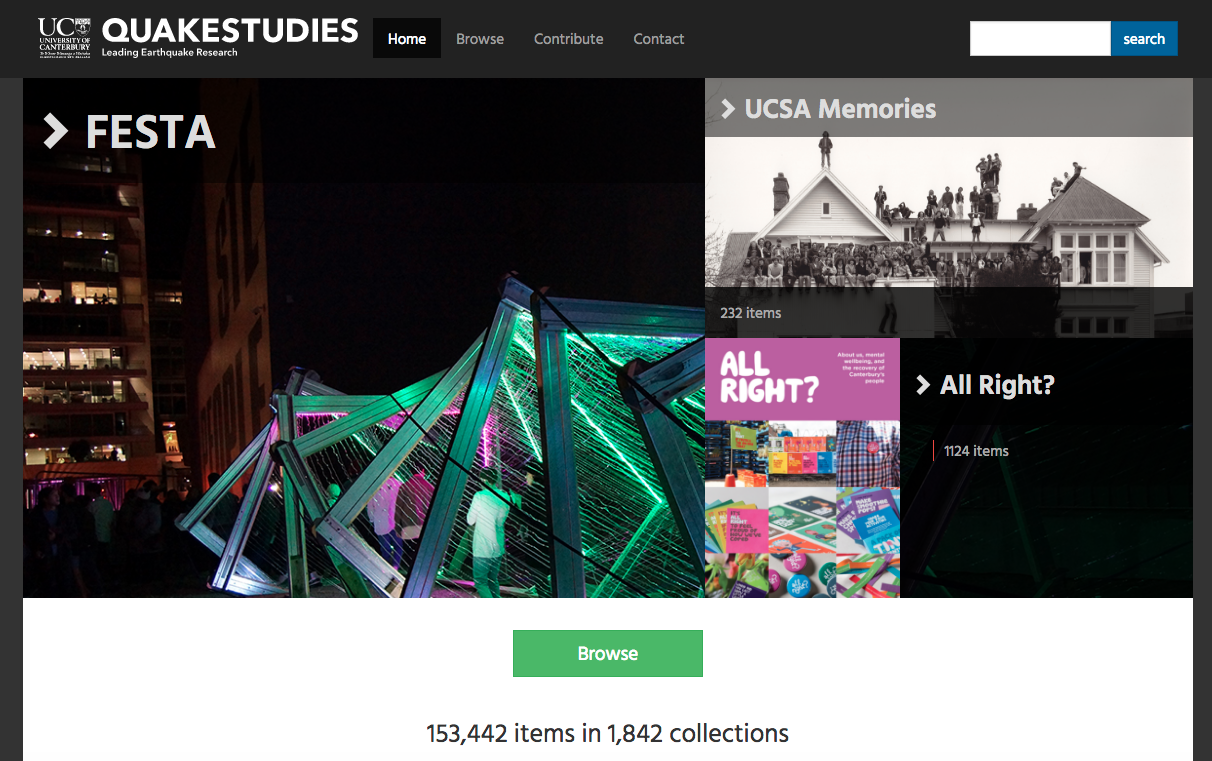 UC
UNIVERSITY OF
CANTERBURY
QUAKESTUDIES
Leading Earthquake Research
Home
Browse
Contribute
Contact
search
FESTA
UCSA Memories
232 items
ALL
RIGHT?
About us, mental
wellbeing, and
the recovery of
Canterbury's
people
All Right?
1124 items
Browse
153,442 items in 1,842 collections